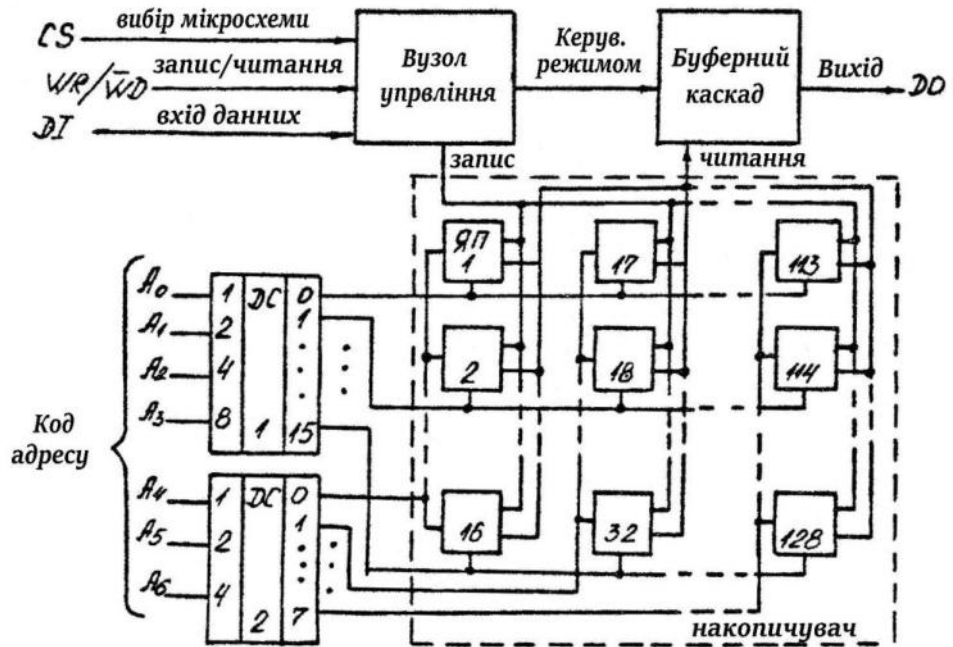 CS вибір мікросхеми
WR/W̅D запис/читання
DI вхід данних
Вузол
упрвління
Керув.
режимом
Буферний
каскад
Вихід DO
запис
читання
Код
адресу
A0 1 DC 0
A1 2 1
A2 4
A3 8 1 15
A4 1 DC 0
A5 2 1
A6 4 2 7
ЯП
1 17 113
2 18 114
16 32 128
накопичувач